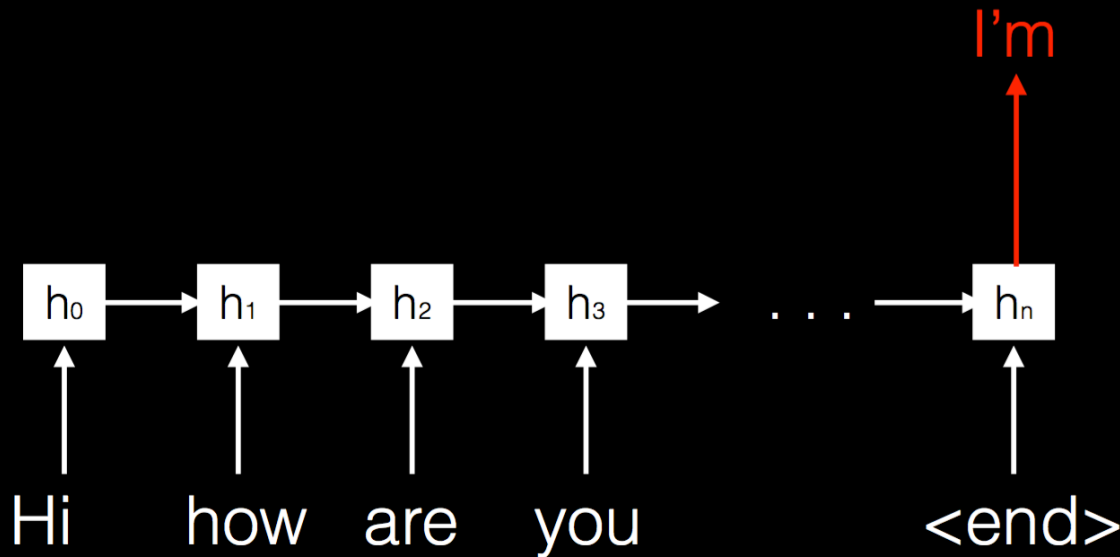 I'm
h₀ h₁ h₂ h₃ . . . hₙ
Hi how are you <end>